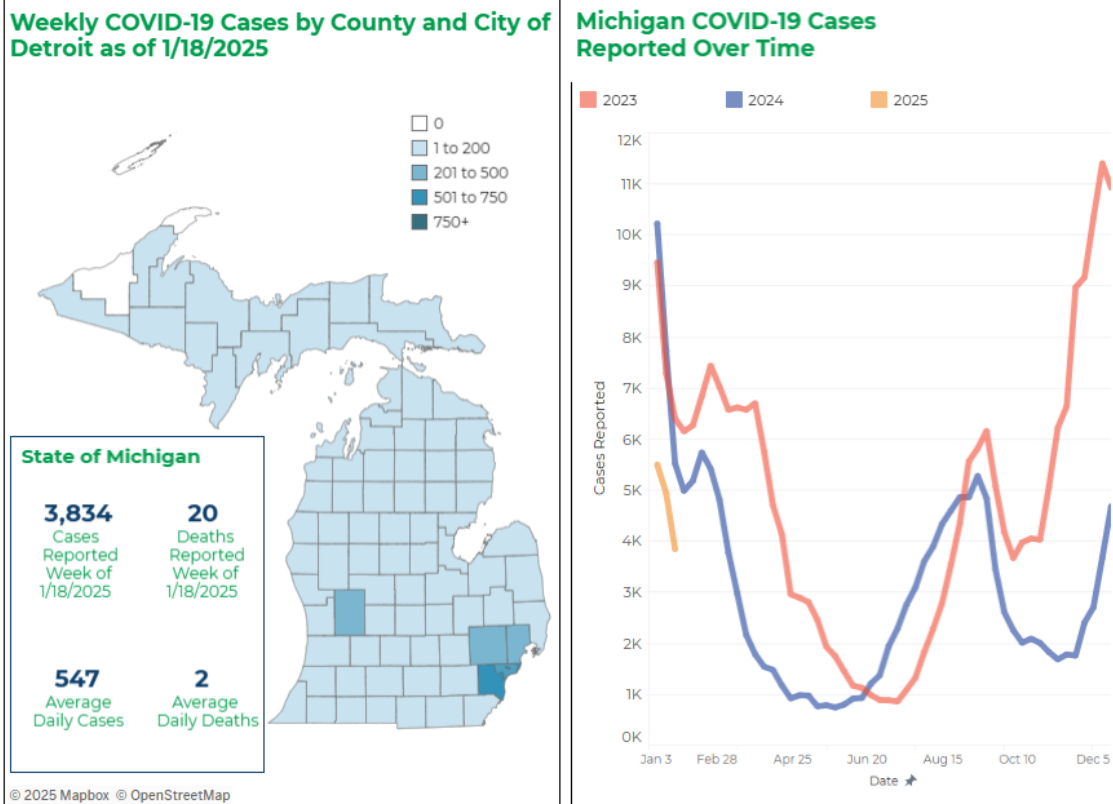 Weekly COVID-19 Cases by County and City of
Detroit as of 1/18/2025
0
1 to 200
201 to 500
501 to 750
750+
State of Michigan
3,834
Cases
Reported
Week of
1/18/2025
20
Deaths
Reported
Week of
1/18/2025
547
Average
Daily Cases
2
Average
Daily Deaths
© 2025 Mapbox © OpenStreetMap
Michigan COVID-19 Cases
Reported Over Time
2023
2024
2025
12K
11K
10K
9K
8K
7K
6K
5K
4K
3K
2K
1K
0K
Cases Reported
Jan 3
Feb 28
Apr 25
Jun 20
Aug 15
Oct 10
Dec 5
Date